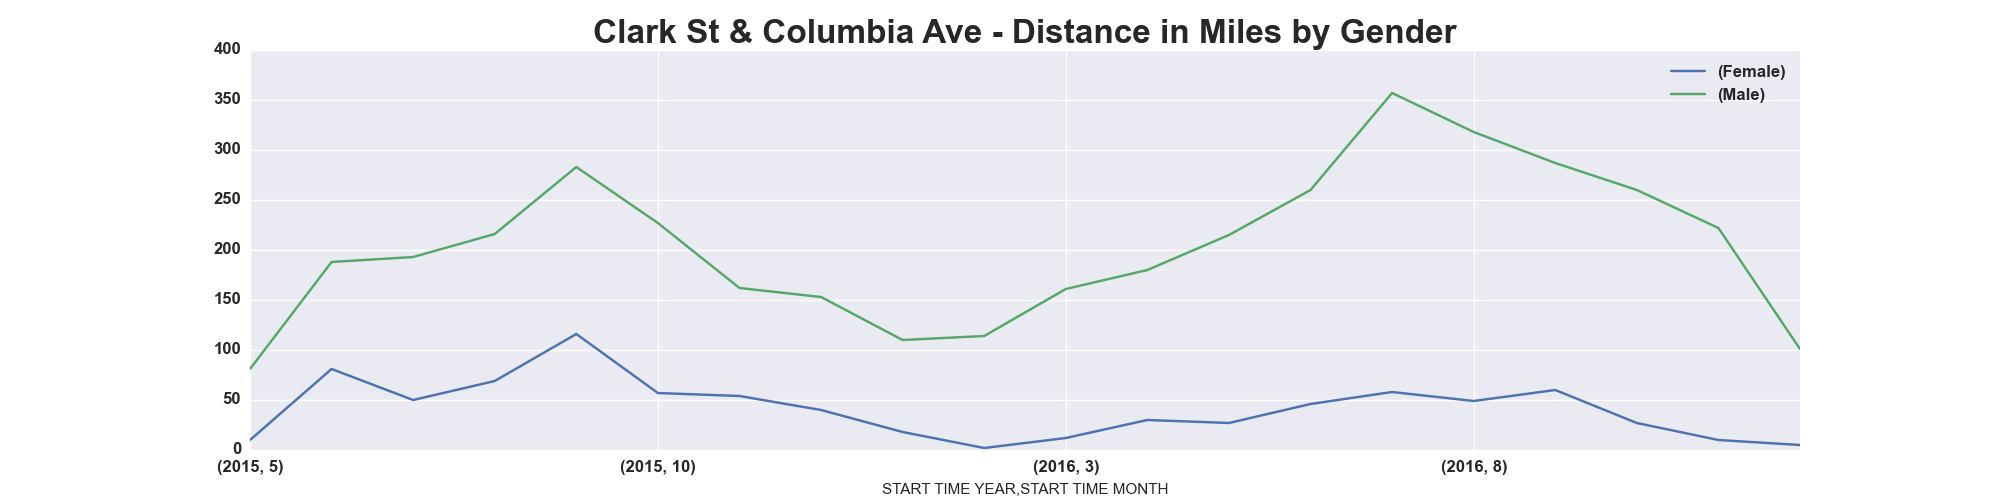 Clark St & Columbia Ave - Distance in Miles by Gender
400
350
300
250
200
150
100
50
0
(Female)
(Male)
(2015, 5) (2015, 10) (2016, 3) (2016, 8)
START TIME YEAR,START TIME MONTH